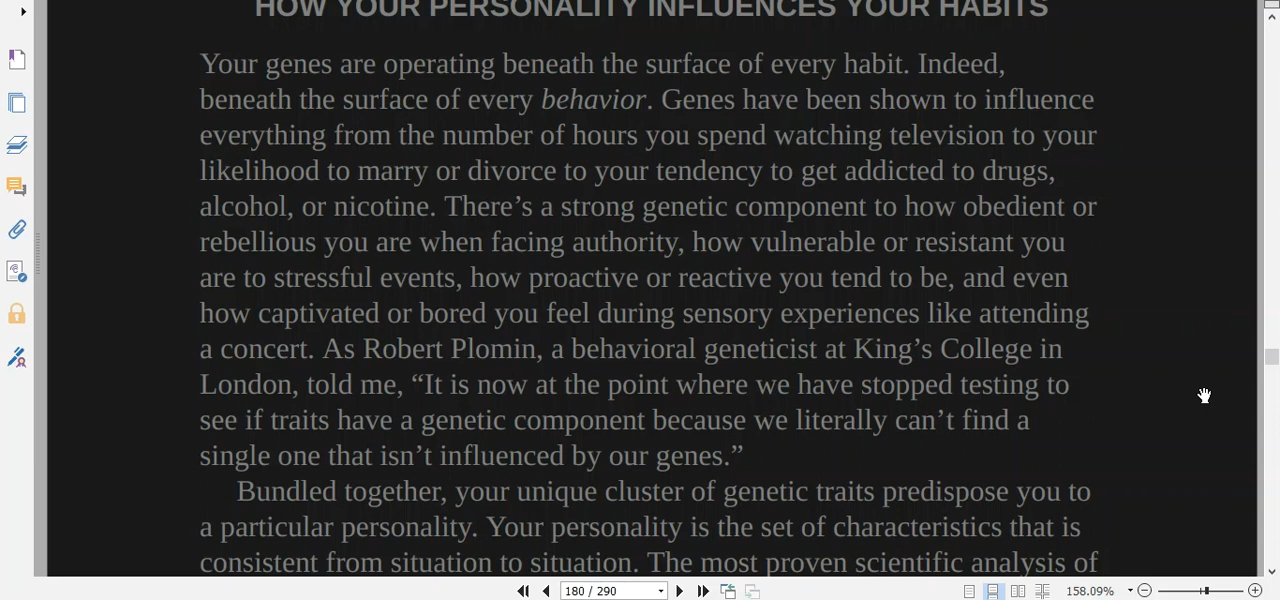 HOW YOUR PERSONALITY INFLUENCES YOUR HABITS
Your genes are operating beneath the surface of every habit. Indeed,
beneath the surface of every behavior. Genes have been shown to influence
everything from the number of hours you spend watching television to your
likelihood to marry or divorce to your tendency to get addicted to drugs,
alcohol, or nicotine. There’s a strong genetic component to how obedient or
rebellious you are when facing authority, how vulnerable or resistant you
are to stressful events, how proactive or reactive you tend to be, and even
how captivated or bored you feel during sensory experiences like attending
a concert. As Robert Plomin, a behavioral geneticist at King’s College in
London, told me, “It is now at the point where we have stopped testing to
see if traits have a genetic component because we literally can’t find a
single one that isn’t influenced by our genes.”
Bundled together, your unique cluster of genetic traits predispose you to
a particular personality. Your personality is the set of characteristics that is
consistent from situation to situation. The most proven scientific analysis of
180 / 290
158.09%